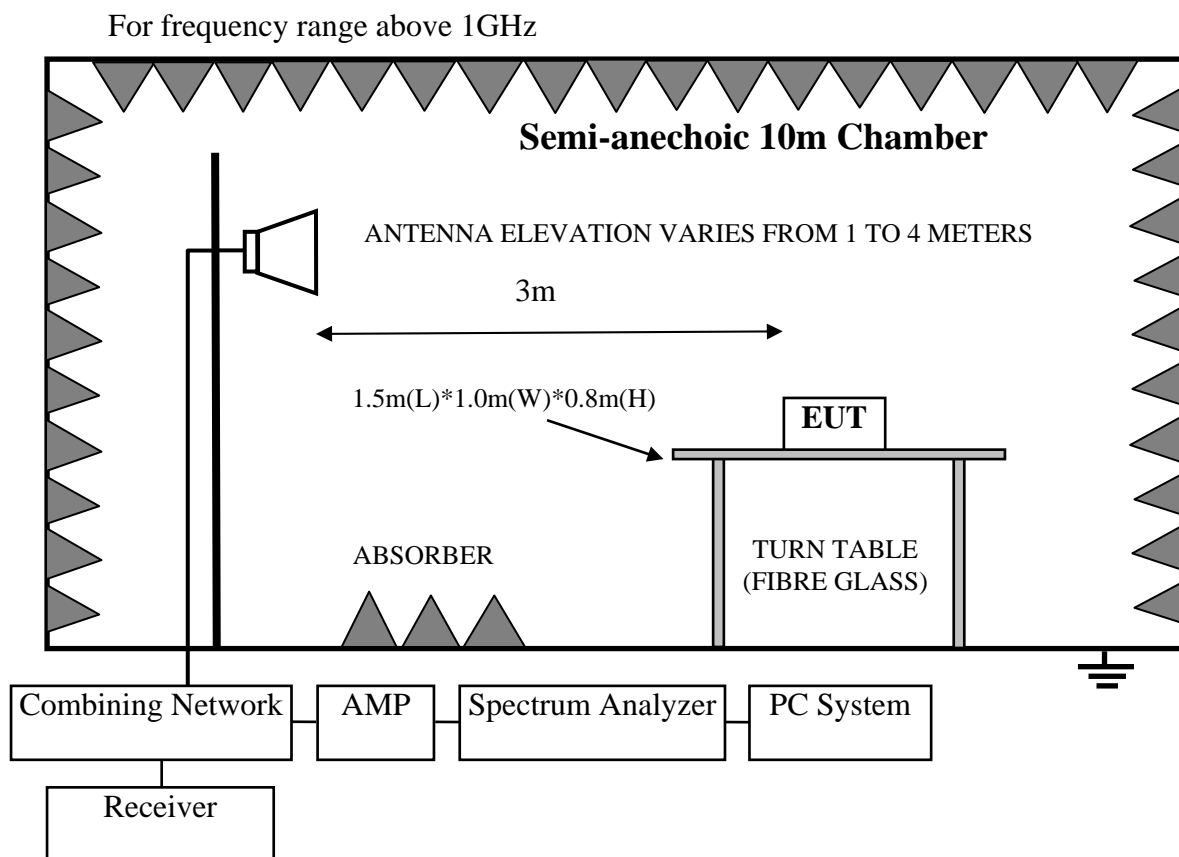 For frequency range above 1GHz
Semi-anechoic 10m Chamber
ANTENNA ELEVATION VARIES FROM 1 TO 4 METERS
3m
1.5m(L)*1.0m(W)*0.8m(H)
EUT
ABSORBER
TURN TABLE
(FIBRE GLASS)
Combining Network
AMP
Spectrum Analyzer
PC System
Receiver